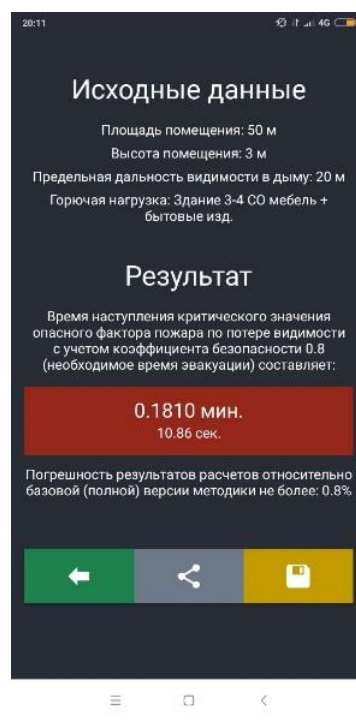 20:11
4G
Исходные данные
Площадь помещения: 50 м
Высота помещения: 3 м
Предельная дальность видимости в дыму: 20 м
Горючая нагрузка: Здание 3-4 СО мебель +
бытовые изд.
Результат
Время наступления критического значения
опасного фактора пожара по потере видимости
с учетом коэффициента безопасности 0.8
(необходимое время эвакуации) составляет:
0.1810 мин.
10.86 сек.
Погрешность результатов расчетов относительно
базовой (полной) версии методики не более: 0.8%